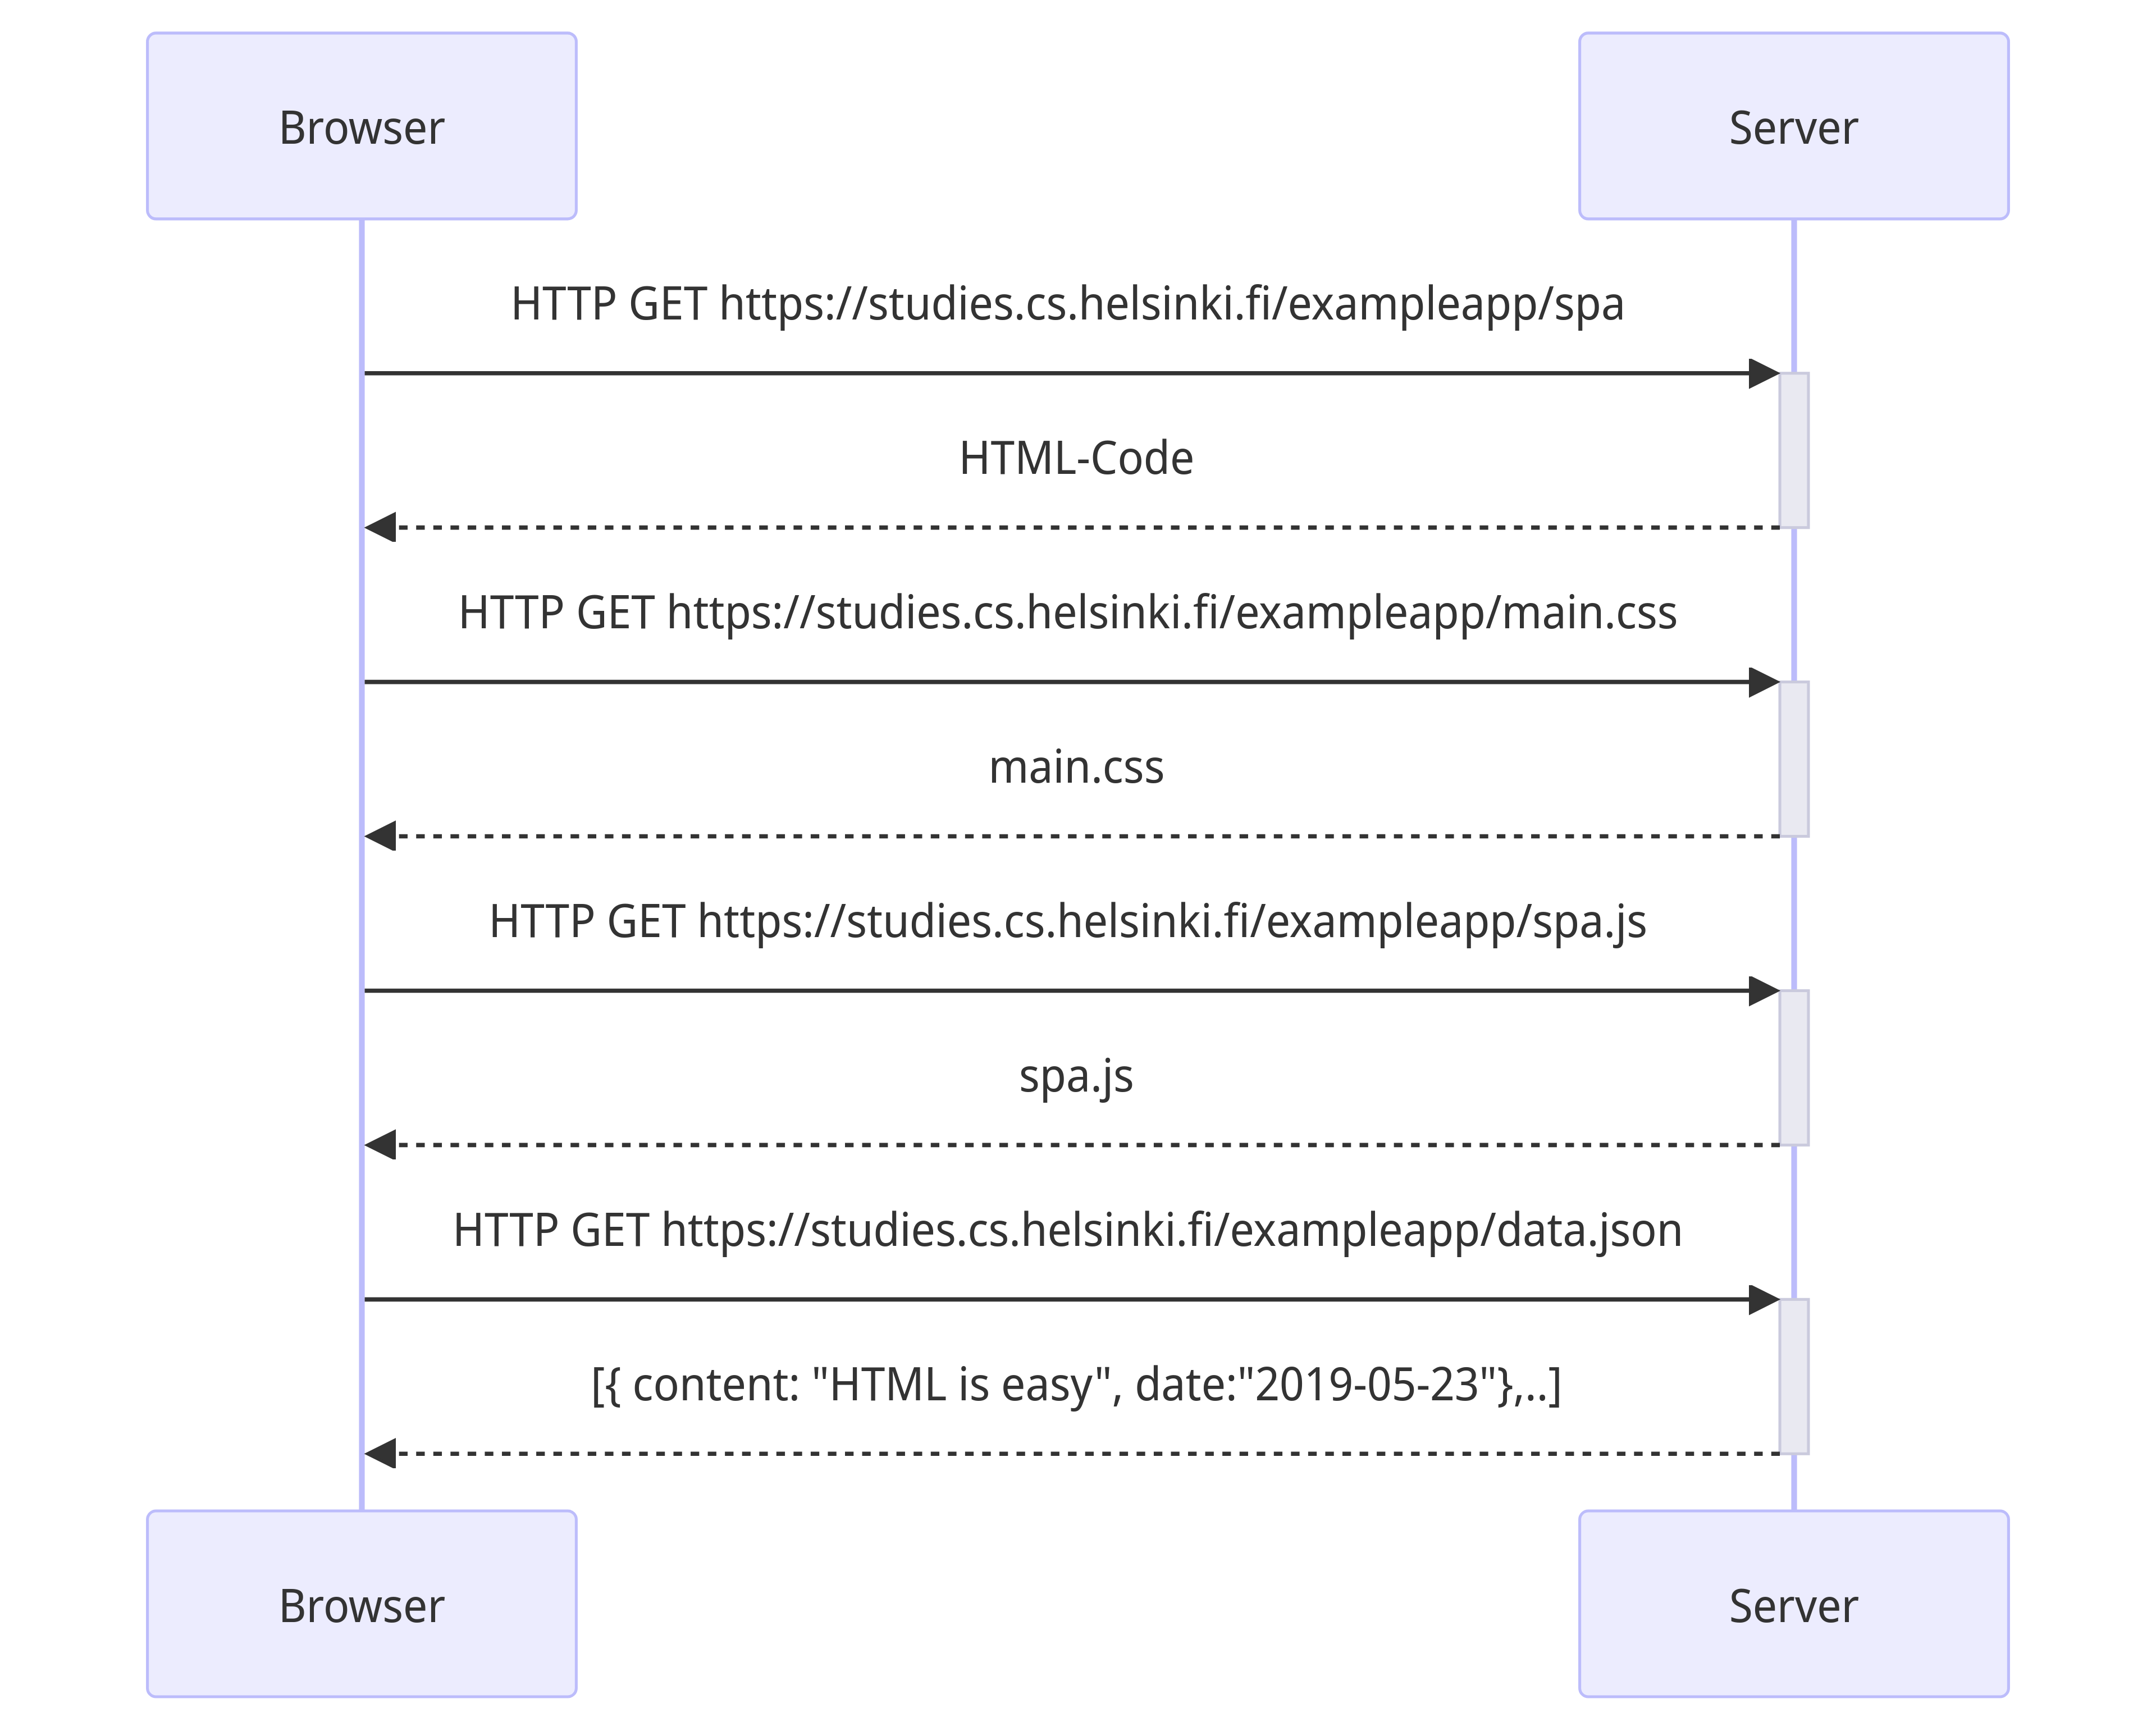 Browser
Server
HTTP GET https://studies.cs.helsinki.fi/exampleapp/spa
HTML-Code
HTTP GET https://studies.cs.helsinki.fi/exampleapp/main.css
main.css
HTTP GET https://studies.cs.helsinki.fi/exampleapp/spa.js
spa.js
HTTP GET https://studies.cs.helsinki.fi/exampleapp/data.json
[{ content: "HTML is easy", date:"2019-05-23"},..]
Browser
Server